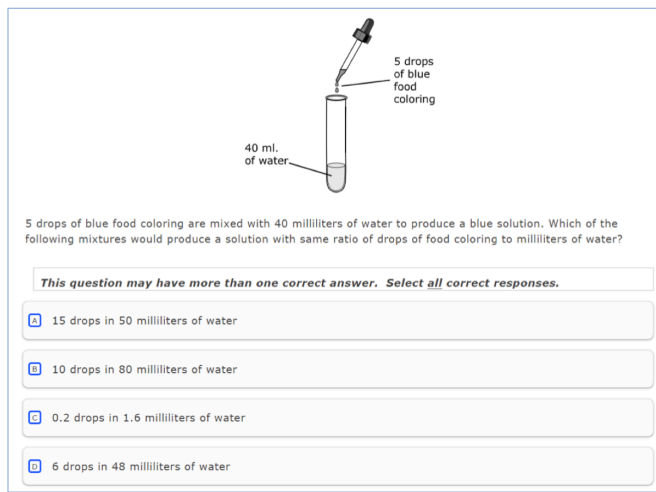 5 drops
of blue
food
coloring
40 ml.
of water
5 drops of blue food coloring are mixed with 40 milliliters of water to produce a blue solution. Which of the
following mixtures would produce a solution with same ratio of drops of food coloring to milliliters of water?
This question may have more than one correct answer. Select all correct responses.
A 15 drops in 50 milliliters of water
B 10 drops in 80 milliliters of water
C 0.2 drops in 1.6 milliliters of water
D 6 drops in 48 milliliters of water